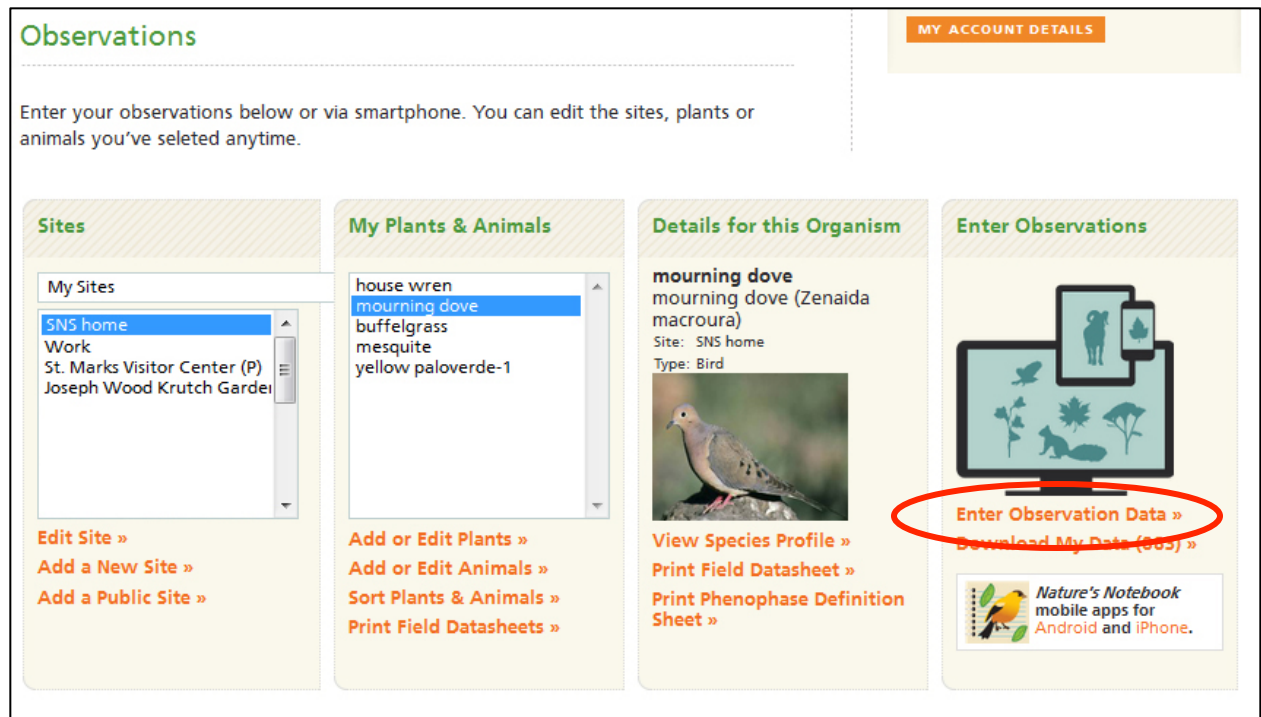 Observations
MY ACCOUNT DETAILS
Enter your observations below or via smartphone. You can edit the sites, plants or
animals you've seleted anytime.
Sites
My Sites
SNS home
Work
St. Marks Visitor Center (P)
Joseph Wood Krutch Garden
Edit Site »
Add a New Site »
Add a Public Site »
My Plants & Animals
house wren
mourning dove
buffelgrass
mesquite
yellow paloverde-1
Add or Edit Plants »
Add or Edit Animals »
Sort Plants & Animals »
Print Field Datasheets »
Details for this Organism
mourning dove
mourning dove (Zenaida
macroura)
Site: SNS home
Type: Bird
View Species Profile »
Print Field Datasheet »
Print Phenophase Definition
Sheet »
Enter Observations
Enter Observation Data »
Download My Data »
Nature's Notebook
mobile apps for
Android and iPhone.